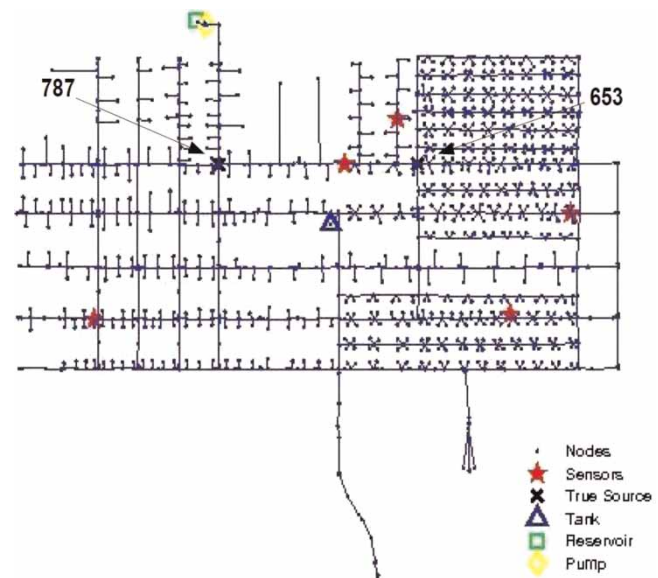 787
653
Nodes
Sensors
True Source
Tank
Reservoir
Pump